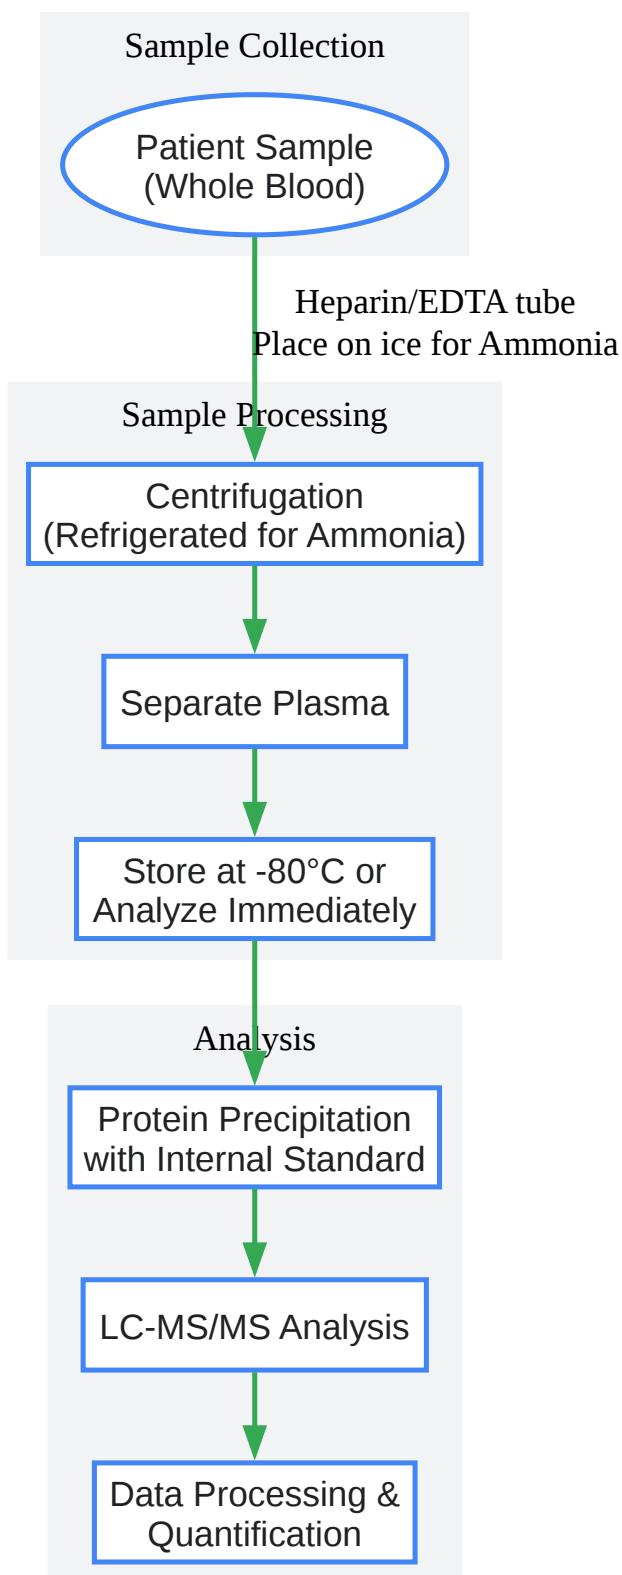 Sample Collection
Patient Sample
(Whole Blood)
Heparin/EDTA tube
Place on ice for Ammonia
Sample Processing
Centrifugation
(Refrigerated for Ammonia)
Separate Plasma
Store at -80°C or
Analyze Immediately
Analysis
Protein Precipitation
with Internal Standard
LC-MS/MS Analysis
Data Processing &
Quantification